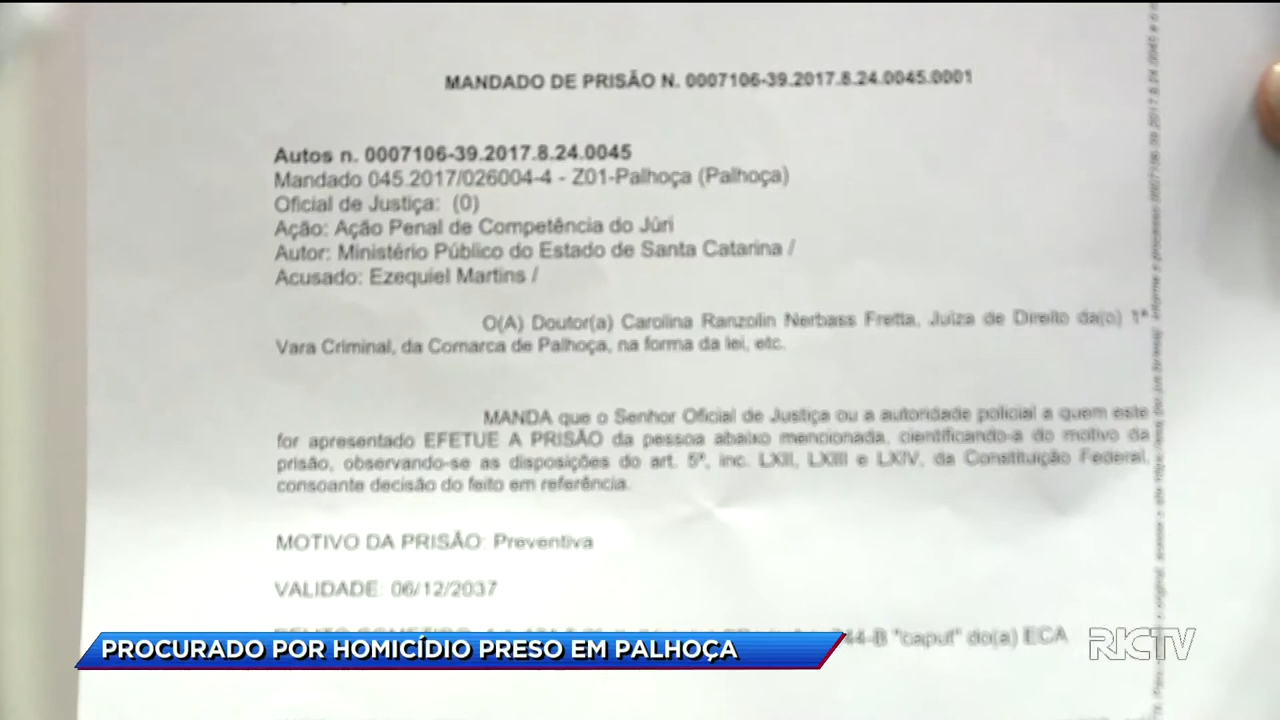 MANDADO DE PRISÃO N. 0007106-39.2017.8.24.0045.0001
Autos n. 0007106-39.2017.8.24.0045
Mandado 045.2017/026004-4 - Z01-Palhoça (Palhoça)
Oficial de Justiça: (0)
Ação: Ação Penal de Competência do Júri
Autor: Ministério Público do Estado de Santa Catarina /
Acusado: Ezequiel Martins /
O(A) Doutor(a) Carolina Ranzolin Nerbass Fretta, Juíza de Direito da(o) 1ª
Vara Criminal, da Comarca de Palhoça, na forma da lei, etc.
MANDA que o Senhor Oficial de Justiça ou a autoridade policial a quem este
for apresentado EFETUE A PRISÃO da pessoa abaixo mencionada, cientificando-a do motivo da
prisão, observando-se as disposições do art. 5º, inc. LXII, LXIII e LXIV, da Constituição Federal,
consoante decisão do feito em referência.
MOTIVO DA PRISÃO: Preventiva
VALIDADE: 06/12/2037
44-B "caput" do(a) ECA
PROCURADO POR HOMICÍDIO PRESO EM PALHOÇA
RICTV